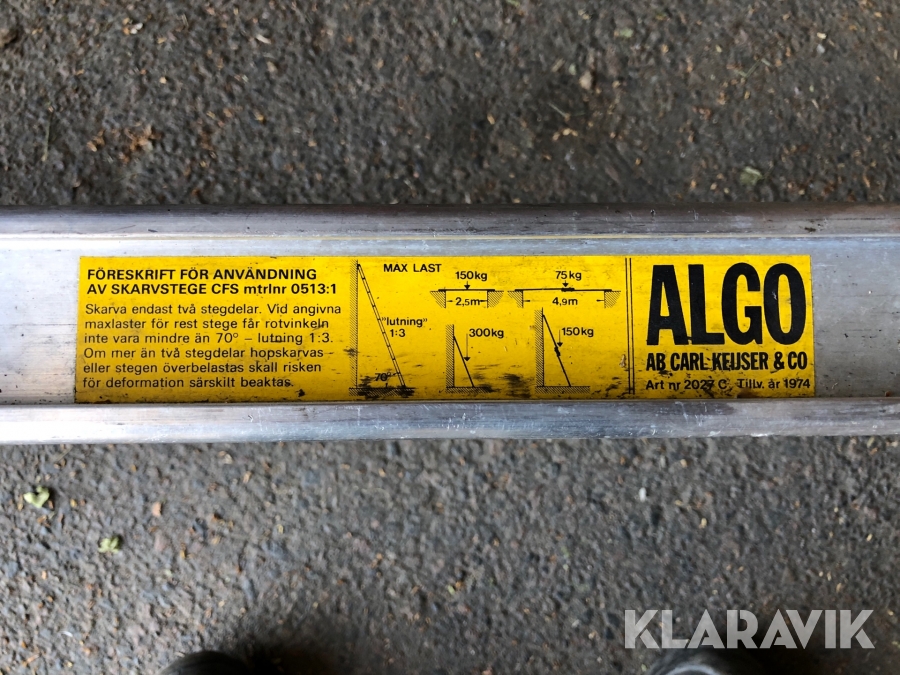 FÖRESKRIFT FÖR ANVÄNDNING
AV SKARVSTEGE CFS mtrlnr 0513:1
Skarva endast två stegdelar. Vid angivna
maxlaster för rest stege får rotvinkeln
inte vara mindre än 70° – lutning 1:3.
Om mer än två stegdelar hopskarvas
eller stegen överbelastas skall risken
för deformation särskilt beaktas.
MAX LAST
"lutning"
1:3
70°
150kg
2,5m
75kg
4,9m
300kg
150kg
ALGO
AB CARL KEIJSER & CO
Art nr 2027 C Tillv. år 1974
KLARAVIK